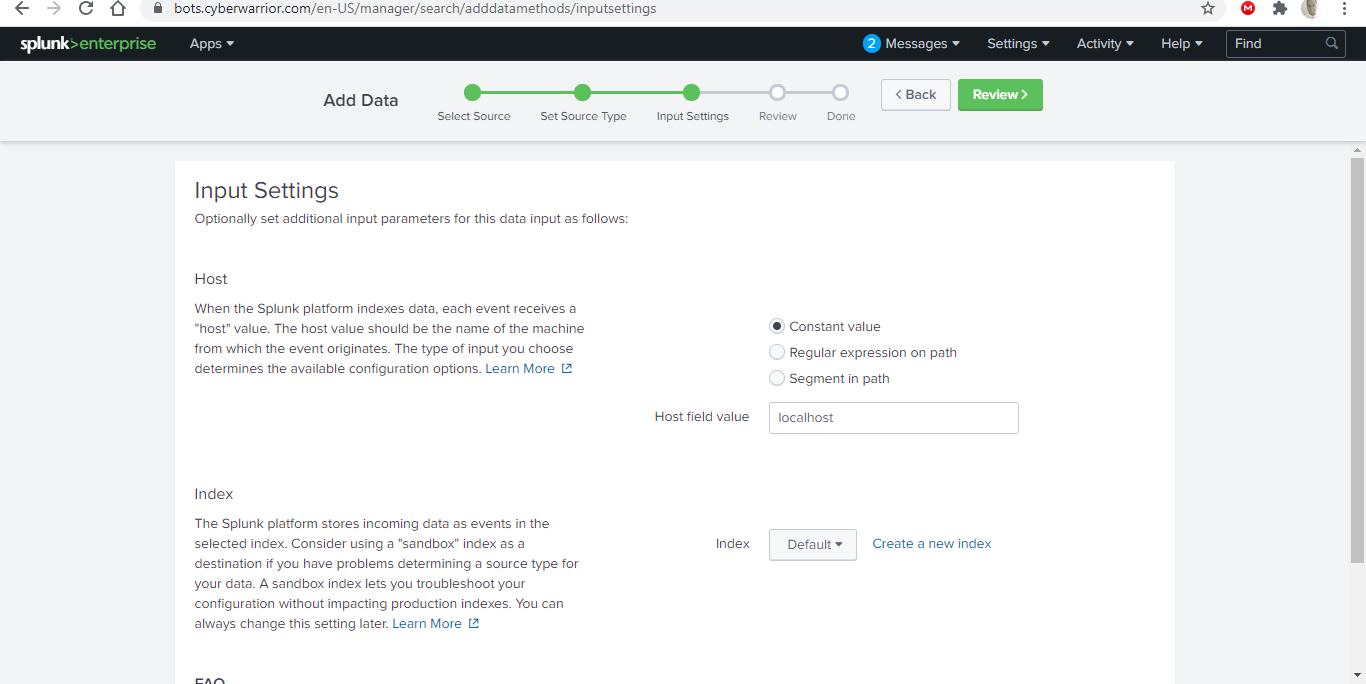 bots.cyberwarrior.com/en-US/manager/search/adddatamethods/inputsettings
M
splunk>enterprise Apps 2 Messages Settings Activity Help Find
Add Data
Select Source Set Source Type Input Settings Review Done
< Back Review >
Input Settings
Optionally set additional input parameters for this data input as follows:
Host
When the Splunk platform indexes data, each event receives a
"host" value. The host value should be the name of the machine
from which the event originates. The type of input you choose
determines the available configuration options. Learn More
Constant value
Regular expression on path
Segment in path
Host field value localhost
Index
The Splunk platform stores incoming data as events in the
selected index. Consider using a "sandbox" index as a
destination if you have problems determining a source type for
your data. A sandbox index lets you troubleshoot your
configuration without impacting production indexes. You can
always change this setting later. Learn More
Index Default Create a new index
FAQ